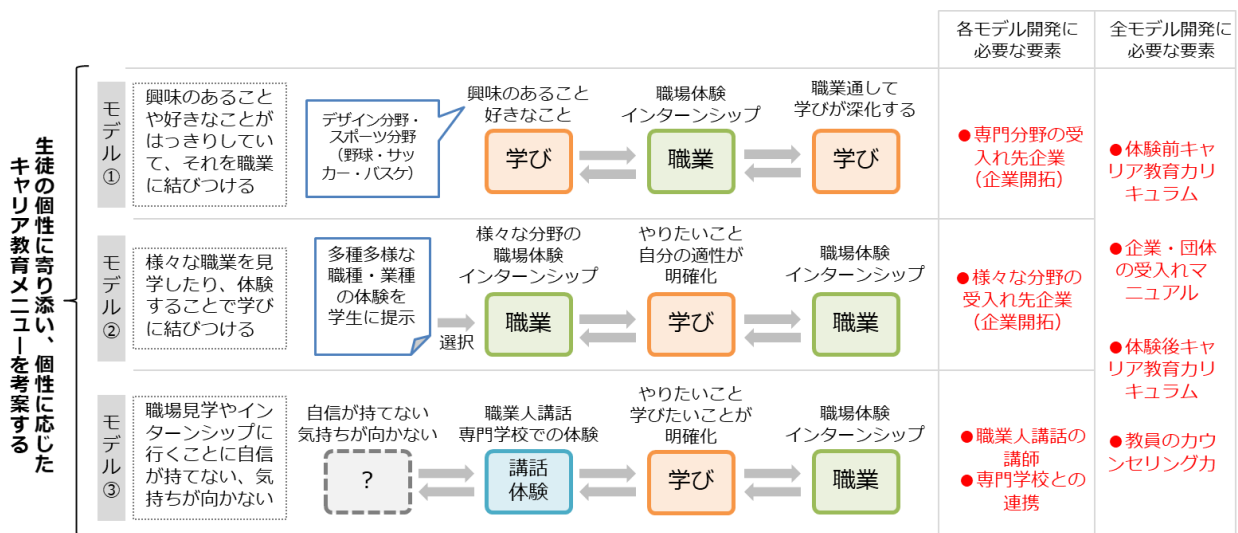 各モデル開発に
必要な要素
全モデル開発に
必要な要素
生徒の個性に寄り添い、個性に応じた
キャリア教育メニューを考案する
モデル①
興味のあること
や好きなことが
はっきりしてい
て、それを職業
に結びつける
デザイン分野・
スポーツ分野
(野球・サッ
カー・バスケ)
興味のあること
好きなこと
学び
職場体験
インターンシップ
職業
職業通して
学びが深化する
学び
●専門分野の受
入れ先企業
(企業開拓)
モデル②
様々な職業を見
学したり、体験
することで学び
に結びつける
多種多様な
職種・業種
の体験を
学生に提示
選択
様々な分野の
職場体験
インターンシップ
職業
やりたいこと
自分の適性が
明確化
学び
職場体験
インターンシップ
職業
●様々な分野の
受入れ先企業
(企業開拓)
モデル③
職場見学やイン
ターンシップに
行くことに自信
が持てない、気
持ちが向かない
自信が持てない
気持ちが向かない
?
職業人講話
専門学校での体験
講話
体験
やりたいこと
学びたいことが
明確化
学び
職場体験
インターンシップ
職業
●職業人講話の
講師
●専門学校との
連携
●体験前キャ
リア教育カリ
キュラム
●企業・団体
の受入れマ
ニュアル
●体験後キャ
リア教育カリ
キュラム
●教員のカウ
ンセリング力